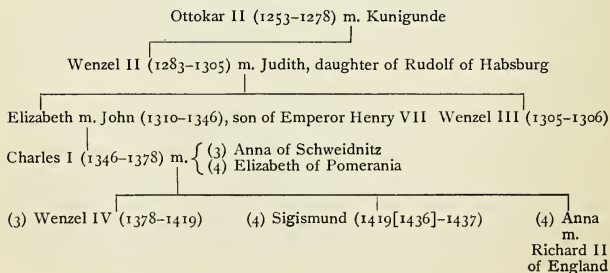 Ottokar II (1253-1278) m. Kunigunde
Wenzel II (1283-1305) m. Judith, daughter of Rudolf of Habsburg
Elizabeth m. John (1310-1346), son of Emperor Henry VII Wenzel III (1305-1306)
Charles I (1346-1378) m. { (3) Anna of Schweidnitz
(4) Elizabeth of Pomerania
(3) Wenzel IV (1378-1419) (4) Sigismund (1419[1436]-1437) (4) Anna
m.
Richard II
of England